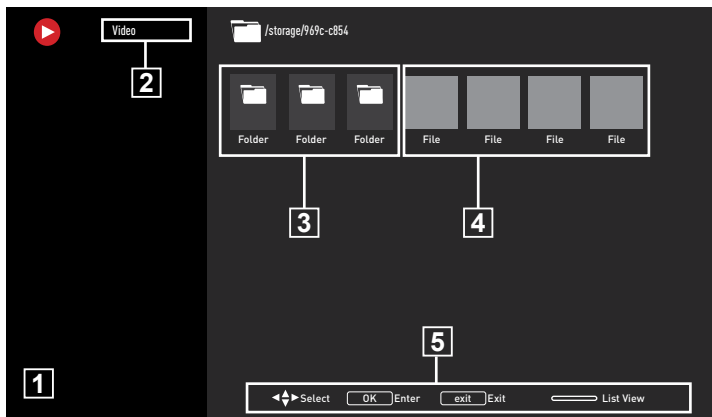 Video
/storage/969c-c854
2
Folder Folder Folder File File File File
3 4
5
1
Select OK Enter exit Exit List View